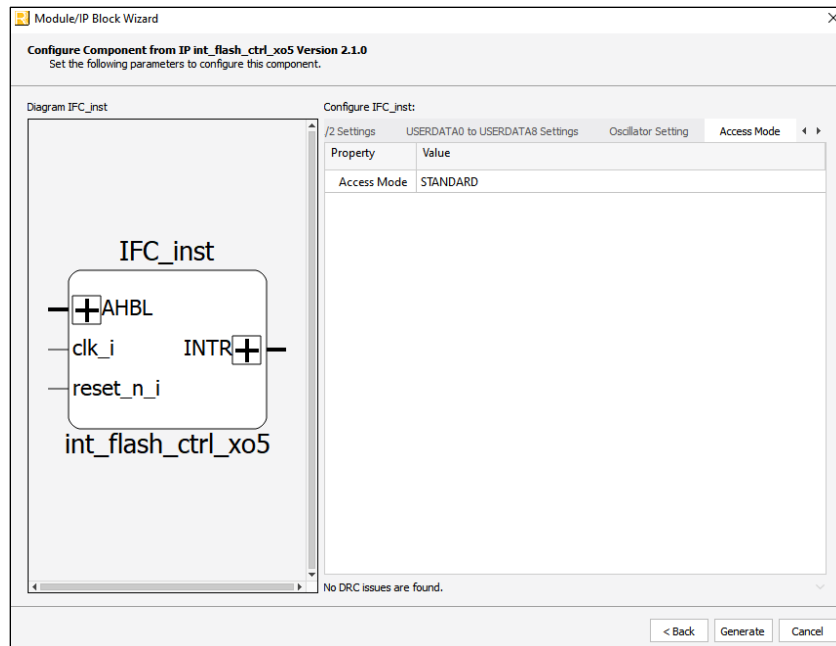 Module/IP Block Wizard
Configure Component from IP int_flash_ctrl_xo5 Version 2.1.0
Set the following parameters to configure this component.
Diagram IFC_inst
Configure IFC_inst:
/2 Settings
USERDATA0 to USERDATA8 Settings
Oscillator Setting
Access Mode
Property
Value
Access Mode
STANDARD
IFC_inst
AHBL
clk_i
INTR
reset_n_i
int_flash_ctrl_xo5
No DRC issues are found.
< Back
Generate
Cancel